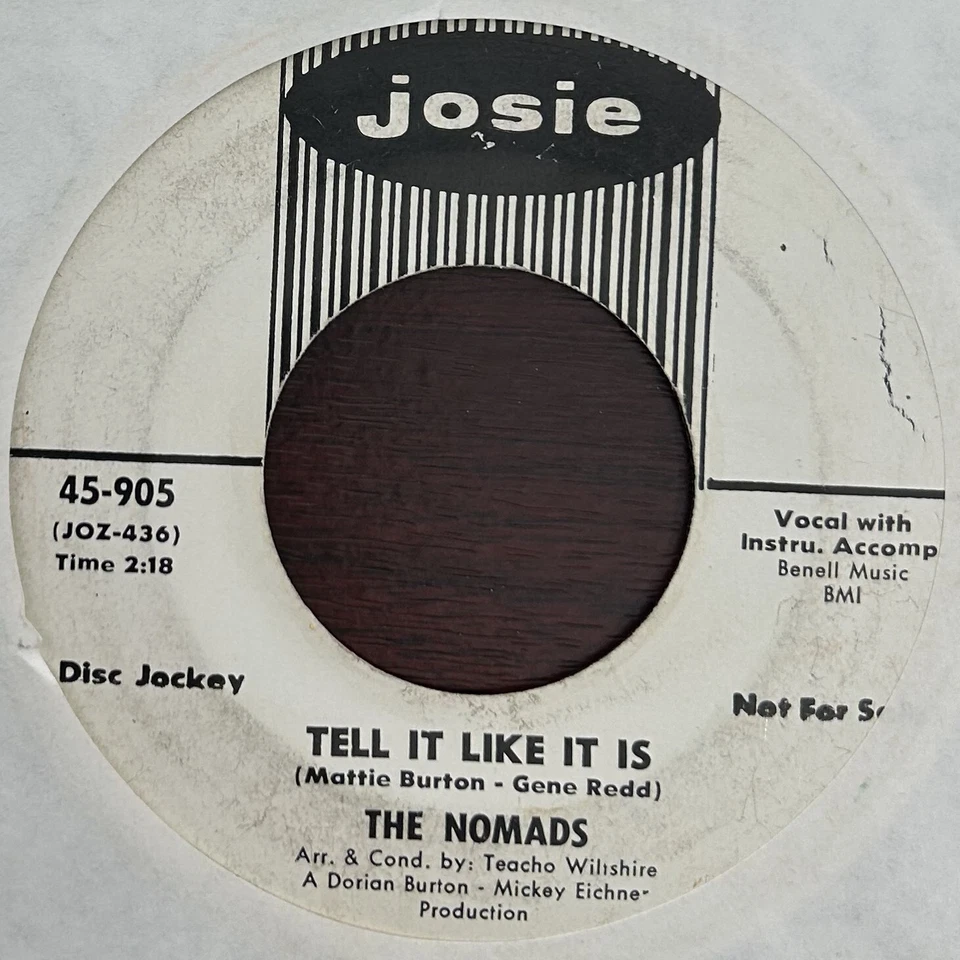 josie
45-905
(JOZ-436)
Time 2:18
Vocal with
Instru. Accomp
Benell Music
BMI
Disc Jockey
Not For
TELL IT LIKE IT IS
(Mattie Burton - Gene Redd)
THE NOMADS
Arr. & Cond. by: Teacho Wiltshire
A Dorian Burton - Mickey Eichner
Production